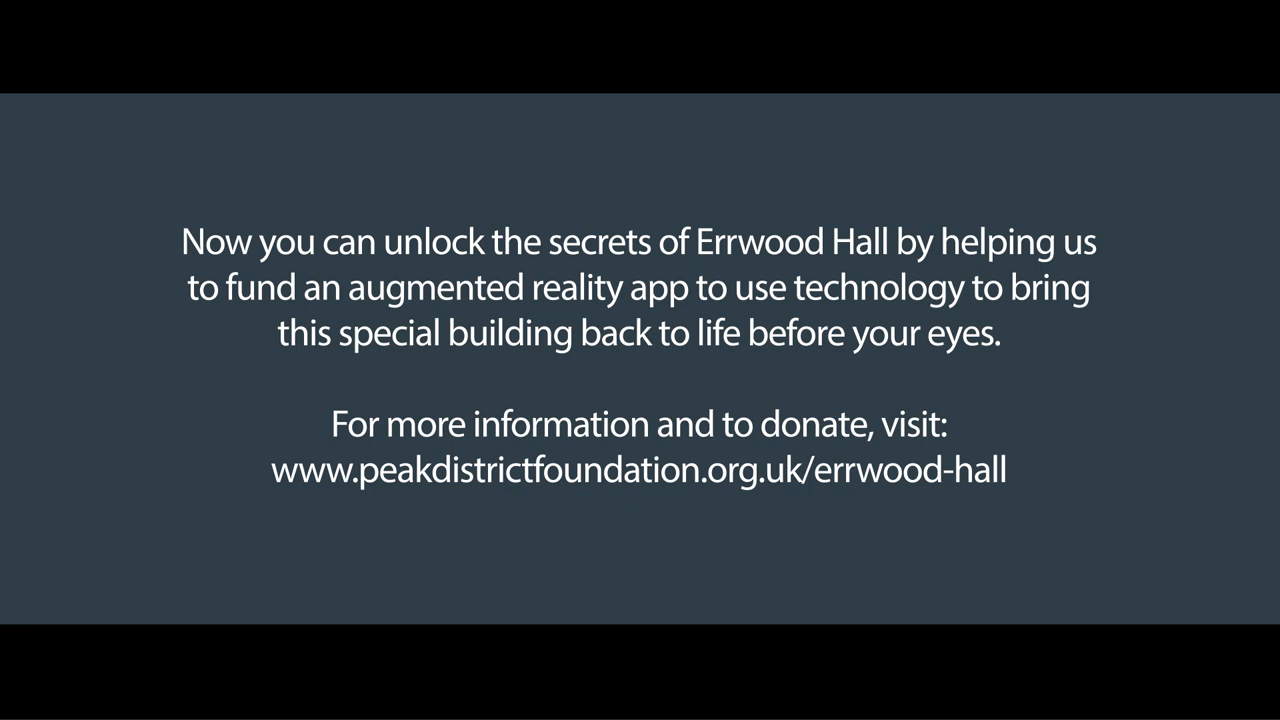 Now you can unlock the secrets of Errwood Hall by helping us
to fund an augmented reality app to use technology to bring
this special building back to life before your eyes.
For more information and to donate, visit:
www.peakdistrictfoundation.org.uk/errwood-hall